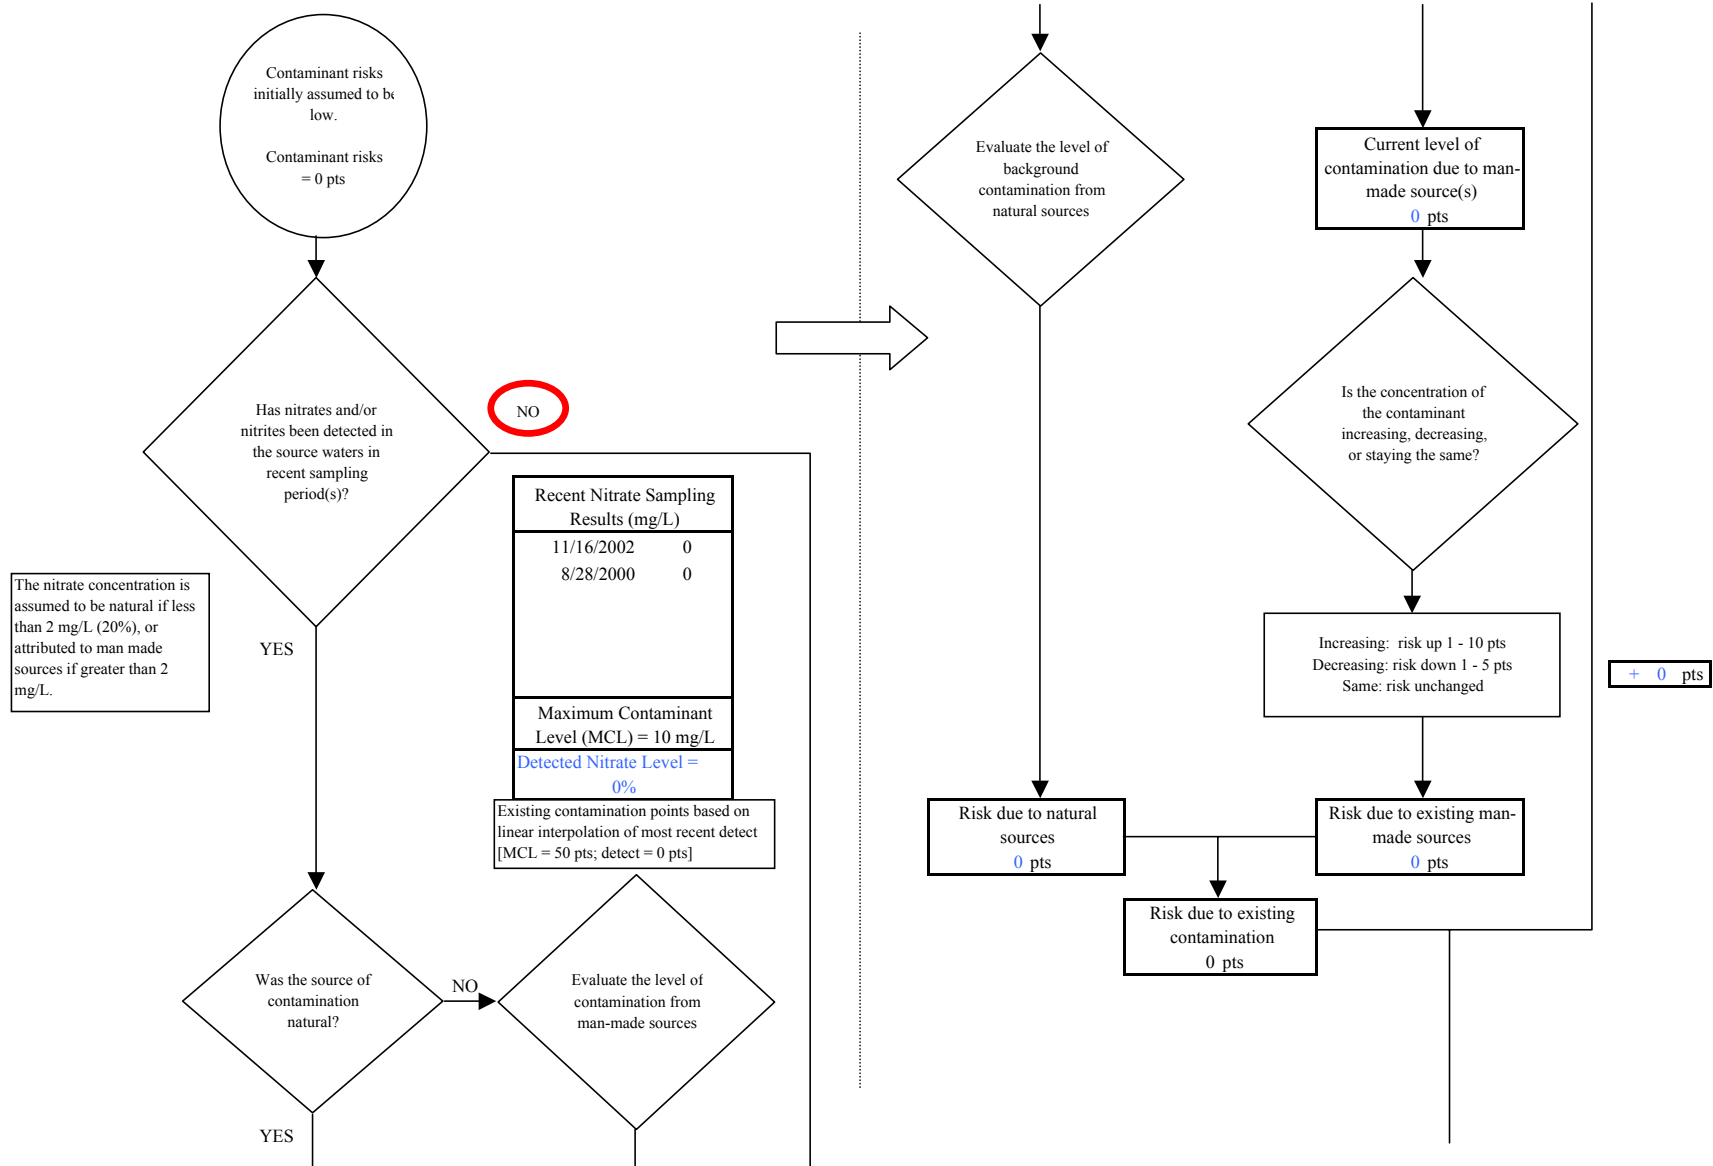 Contaminant risks
initially assumed to be
low.
Contaminant risks
= 0 pts
Has nitrates and/or
nitrites been detected in
the source waters in
recent sampling
period(s)?
NO
Recent Nitrate Sampling
Results (mg/L)
11/16/2002 0
8/28/2000 0
Maximum Contaminant
Level (MCL) = 10 mg/L
Detected Nitrate Level =
0%
Existing contamination points based on
linear interpolation of most recent detect
[MCL = 50 pts; detect = 0 pts]
The nitrate concentration is
assumed to be natural if less
than 2 mg/L (20%), or
attributed to man made
sources if greater than 2
mg/L.
YES
Was the source of
contamination
natural?
NO
Evaluate the level of
contamination from
man-made sources
YES
Evaluate the level of
background
contamination from
natural sources
Current level of
contamination due to man-
made source(s)
0 pts
Is the concentration of
the contaminant
increasing, decreasing,
or staying the same?
Increasing: risk up 1 - 10 pts
Decreasing: risk down 1 - 5 pts
Same: risk unchanged
+ 0 pts
Risk due to natural
sources
0 pts
Risk due to existing man-
made sources
0 pts
Risk due to existing
contamination
0 pts